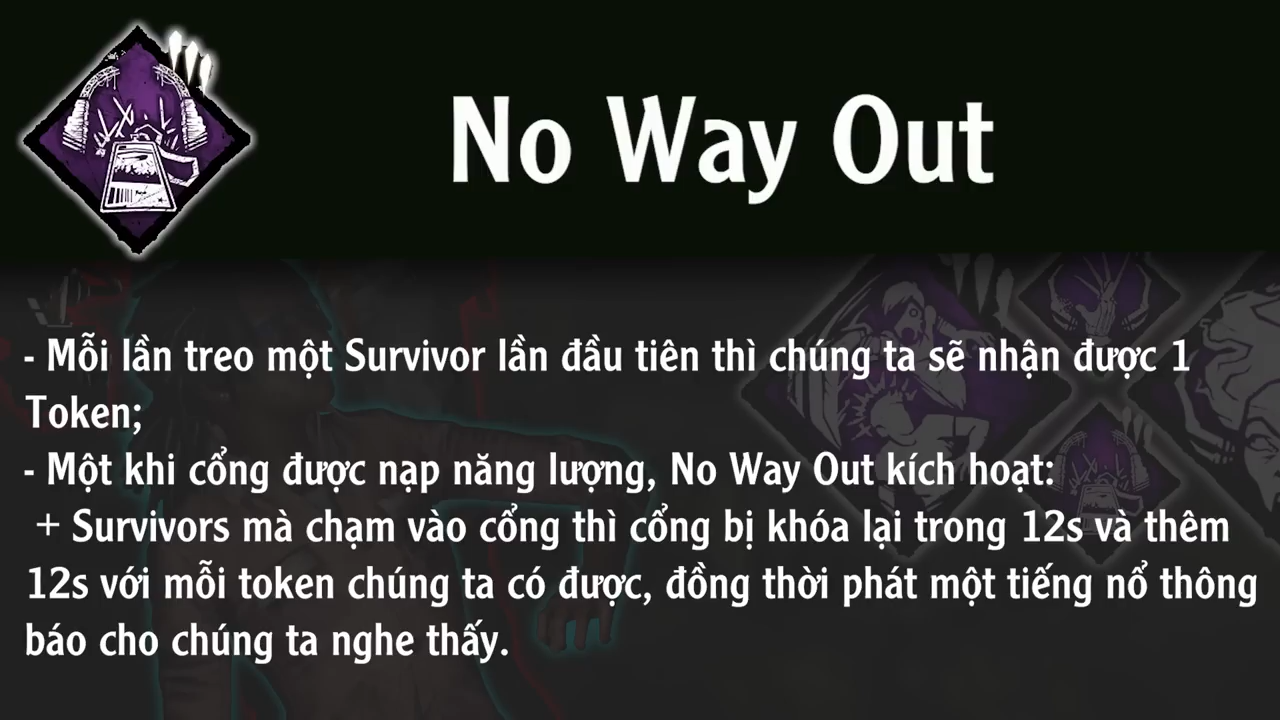 No Way Out
- Mỗi lần treo một Survivor lần đầu tiên thì chúng ta sẽ nhận được 1
Token;
- Một khi cổng được nạp năng lượng, No Way Out kích hoạt:
+ Survivors mà chạm vào cổng thì cổng bị khóa lại trong 12s và thêm
12s với mỗi token chúng ta có được, đồng thời phát một tiếng nổ thông
báo cho chúng ta nghe thấy.